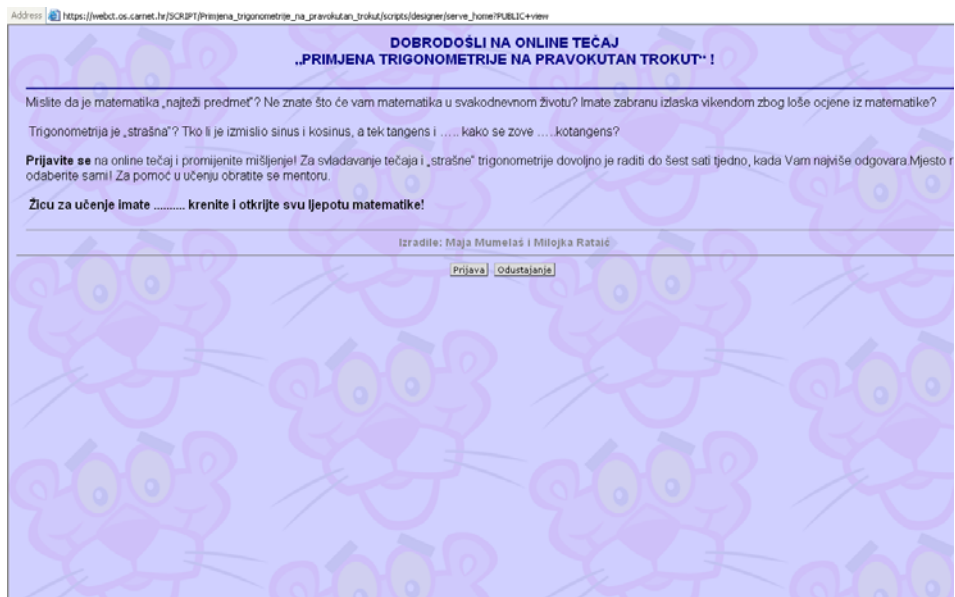 Address https://webct.os.carnet.hr/SCRIPT/Primjena_trigonometrije_na_pravokutan_trokut/scripts/designer/serve_home?PUBLIC+view
DOBRODOŠLI NA ONLINE TEČAJ
„PRIMJENA TRIGONOMETRIJE NA PRAVOKUTAN TROKUT“ !
Mislite da je matematika „najteži predmet“? Ne znate što će vam matematika u svakodnevnom životu? Imate zabranu izlaska vikendom zbog loše ocjene iz matematike?
Trigonometrija je „strašna“? Tko li je izmislio sinus i kosinus, a tek tangens i ..... kako se zove .....kotangens?
Prijavite se na online tečaj i promijenite mišljenje! Za svladavanje tečaja i „strašne“ trigonometrije dovoljno je raditi do šest sati tjedno, kada Vam najviše odgovara.Mjesto r
odaberite sami! Za pomoć u učenju obratite se mentoru.
Žicu za učenje imate .......... krenite i otkrijte svu ljepotu matematike!
Izradile: Maja Mumelaš i Milojka Rataić
Prijava Odustajanje